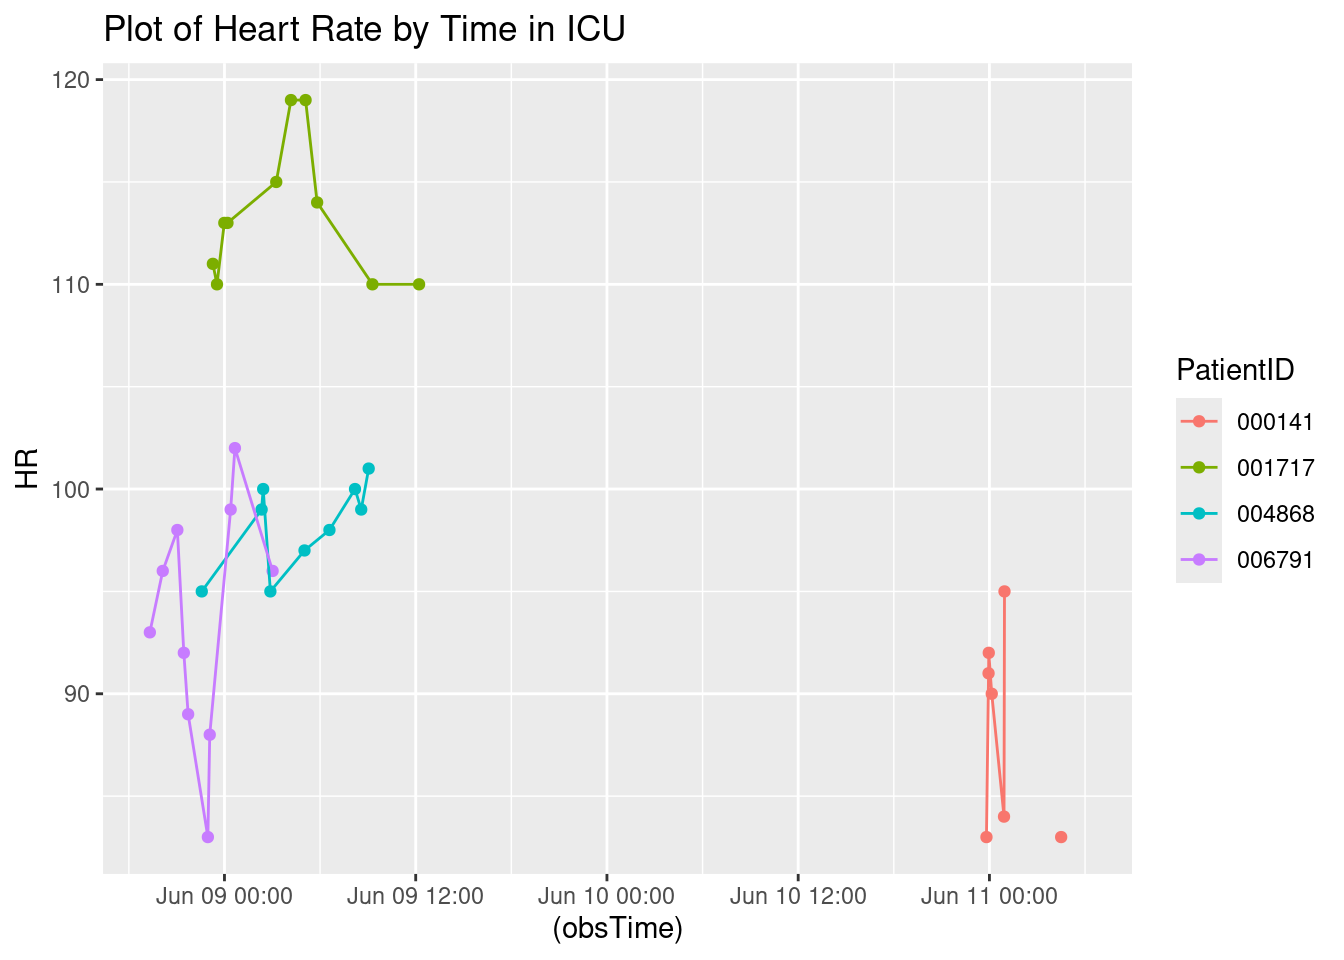 Plot of Heart Rate by Time in ICU
120
110
100
90
HR
Jun 09 00:00
Jun 09 12:00
Jun 10 00:00
Jun 10 12:00
Jun 11 00:00
(obsTime)
PatientID
000141
001717
004868
006791